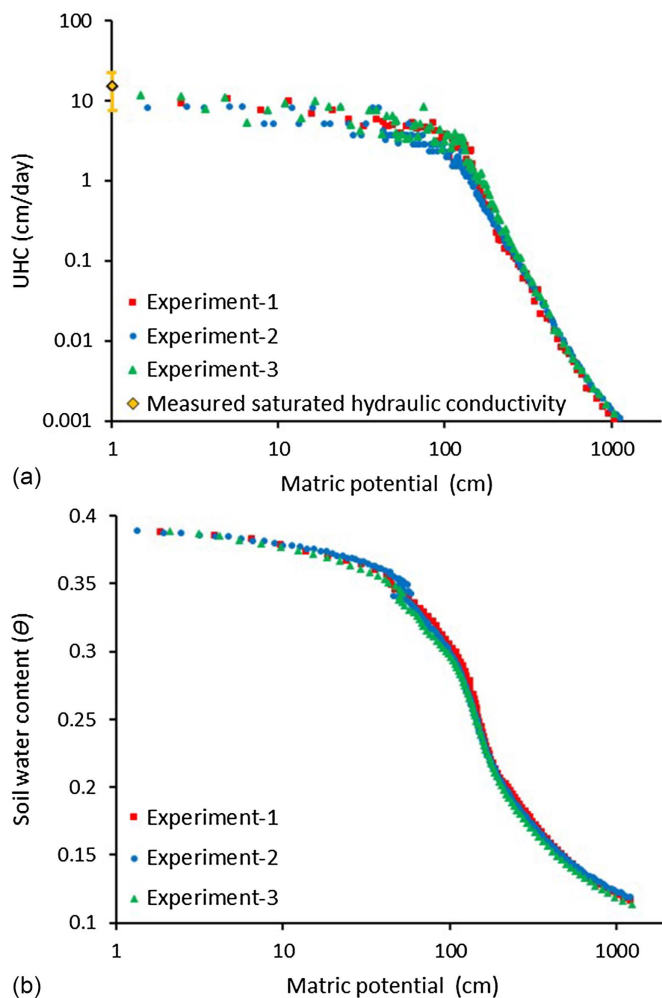 100
10
1
0.1
0.01
0.001
UHC (cm/day)
Experiment-1
Experiment-2
Experiment-3
Measured saturated hydraulic conductivity
1 10 100 1000
Matric potential (cm)
(a)
0.4
0.35
0.3
0.25
0.2
0.15
0.1
Soil water content (Θ)
Experiment-1
Experiment-2
Experiment-3
1 10 100 1000
Matric potential (cm)
(b)